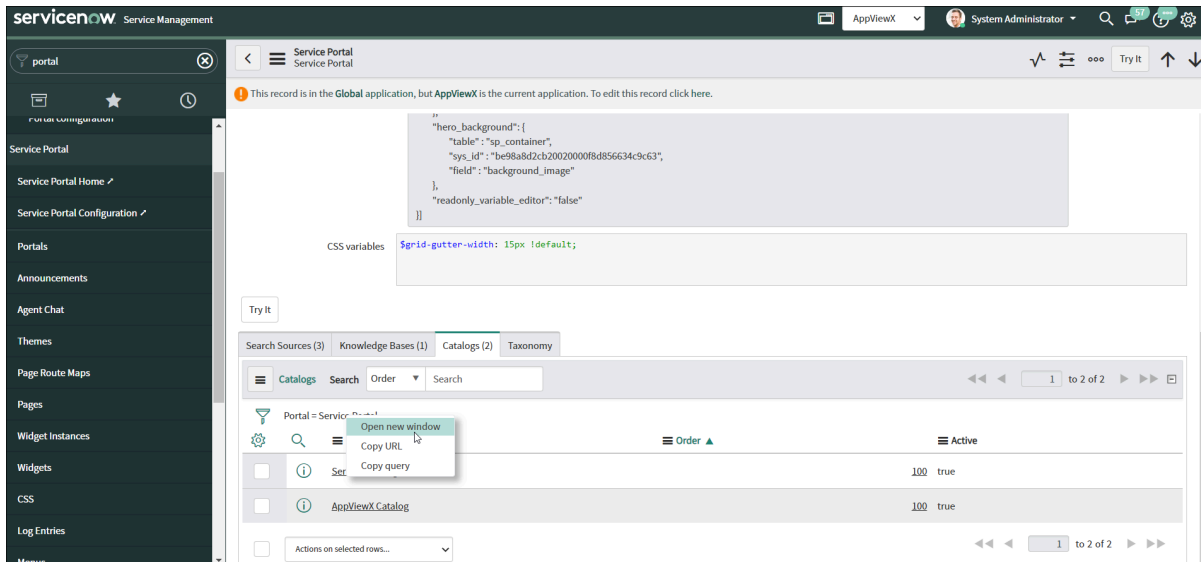 servicenow Service Management
AppViewX
System Administrator
57
portal
Portal configuration
Service Portal
Service Portal Home
Service Portal Configuration
Portals
Announcements
Agent Chat
Themes
Page Route Maps
Pages
Widget Instances
Widgets
CSS
Log Entries
Menus
Service Portal
Service Portal
Try It
This record is in the Global application, but AppViewX is the current application. To edit this record click here.
},
"hero_background": {
"table" : "sp_container",
"sys_id" : "be98a8d2cb20020000f8d856634c9c63",
"field" : "background_image"
},
"readonly_variable_editor": "false"
}]
CSS variables
$grid-gutter-width: 15px !default;
Try It
Search Sources (3) Knowledge Bases (1) Catalogs (2) Taxonomy
Catalogs Search Order Search 1 to 2 of 2
Portal = Service Portal
Open new window
Copy URL
Copy query
Order Active
Ser 100 true
AppViewX Catalog 100 true
Actions on selected rows... 1 to 2 of 2